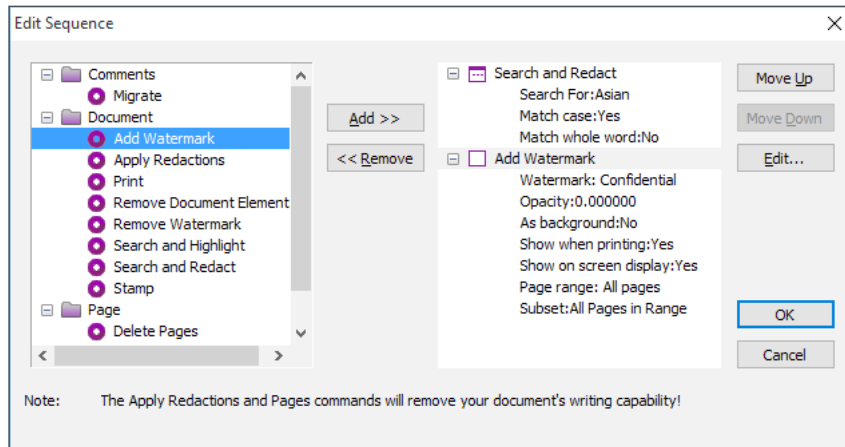 Edit Sequence
Comments
Migrate
Document
Add Watermark
Apply Redactions
Print
Remove Document Element
Remove Watermark
Search and Highlight
Search and Redact
Stamp
Page
Delete Pages
Add >>
<< Remove
Search and Redact
Search For:Asian
Match case:Yes
Match whole word:No
Add Watermark
Watermark: Confidential
Opacity:0.000000
As background:No
Show when printing:Yes
Show on screen display:Yes
Page range: All pages
Subset:All Pages in Range
Move Up
Move Down
Edit...
OK
Cancel
Note: The Apply Redactions and Pages commands will remove your document's writing capability!